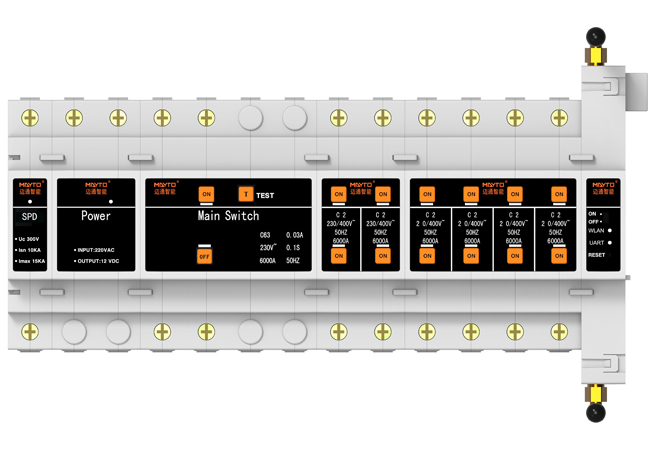 MAYTO
迈通智能
SPD
Uc 300V
Isn 10KA
Imax 15KA
MAYTO
迈通智能
Power
INPUT:220VAC
OUTPUT:12 VDC
MAYTO
迈通智能
ON
T TEST
Main Switch
C63 0.03A
230V~ 0.1S
OFF
6000A 50HZ
MAYTO
迈通智能
ON ON
C 2 C 2
230/400V~ 230/400V~
50HZ 50HZ
6000A 6000A
ON ON
MAYTO
迈通智能
ON ON ON ON
C 2 C 2 C 2 C 2
2 0/400V~ 2 0/400V~ 2 0/400V~ 2 0/400V~
50HZ 50HZ 50HZ 50HZ
6000A 6000A 6000A 6000A
ON ON ON ON
MAYTO
迈通智能
ON
OFF
WLAN
UART
RESET